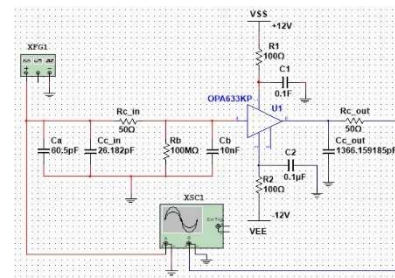 VSS
+12V
XFG1
R1
100Ω
C1
0.1F
OPA633KP
U1
Rc_in
50Ω
Rc_out
50Ω
Ca
60.5pF
Cc_in
26.182pF
Rb
100MΩ
Cb
10nF
Cc_out
1366.159185pF
C2
0.1µF
R2
100Ω
XSC1
-12V
VEE